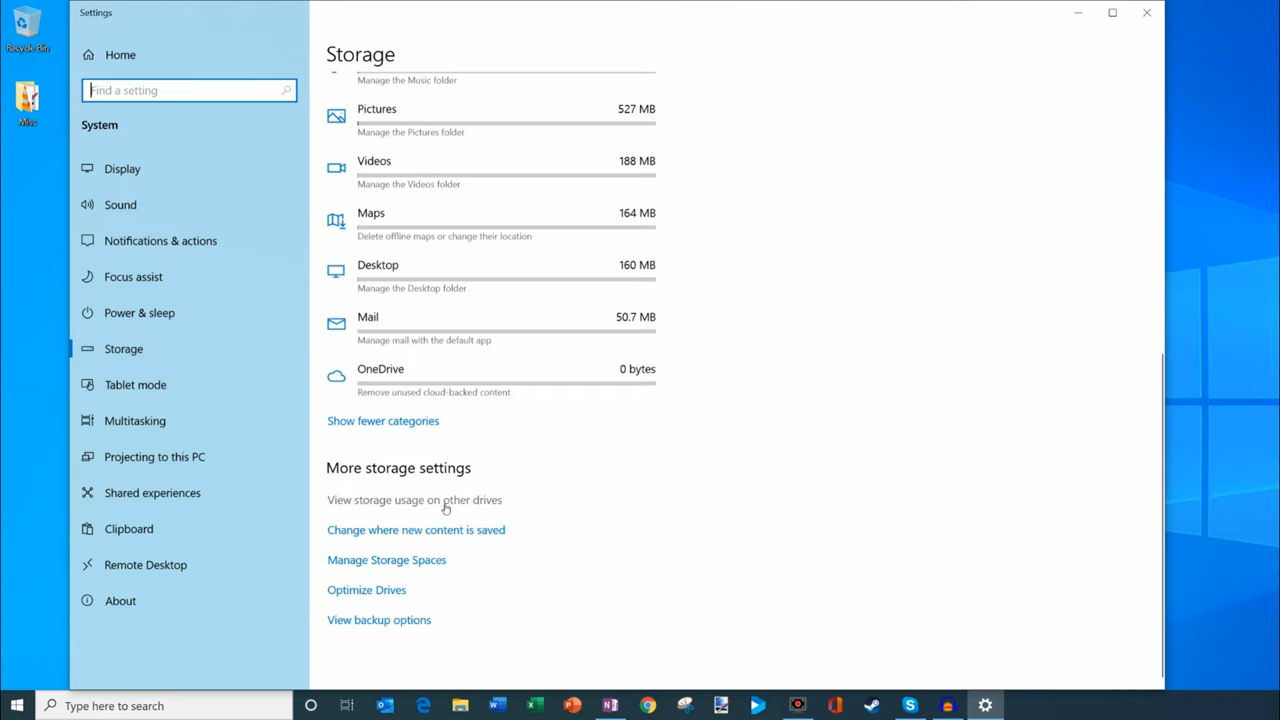 Settings
Recycle Bin
Misc
Home
Find a setting
System
Display
Sound
Notifications & actions
Focus assist
Power & sleep
Storage
Tablet mode
Multitasking
Projecting to this PC
Shared experiences
Clipboard
Remote Desktop
About
Storage
Manage the Music folder
Pictures 527 MB
Manage the Pictures folder
Videos 188 MB
Manage the Videos folder
Maps 164 MB
Delete offline maps or change their location
Desktop 160 MB
Manage the Desktop folder
Mail 50.7 MB
Manage mail with the default app
OneDrive 0 bytes
Remove unused cloud-backed content
Show fewer categories
More storage settings
View storage usage on other drives
Change where new content is saved
Manage Storage Spaces
Optimize Drives
View backup options
Type here to search